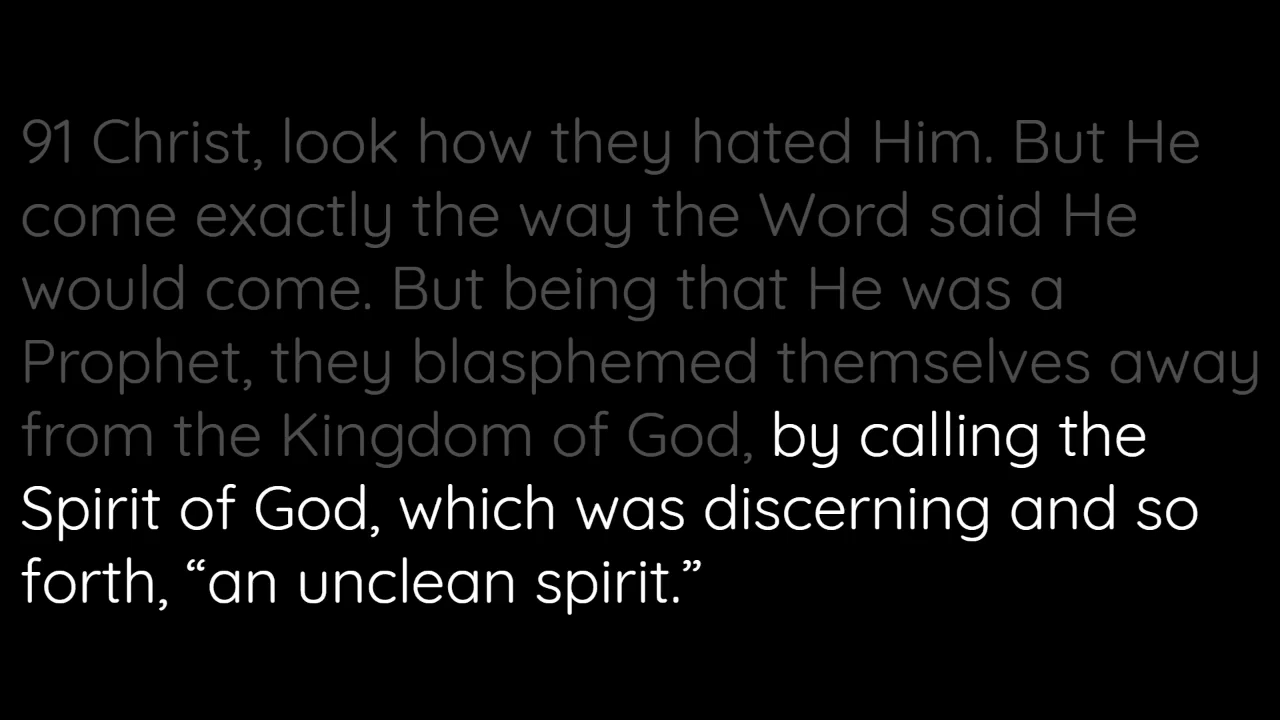 91 Christ, look how they hated Him. But He
come exactly the way the Word said He
would come. But being that He was a
Prophet, they blasphemed themselves away
from the Kingdom of God, by calling the
Spirit of God, which was discerning and so
forth, “an unclean spirit.”